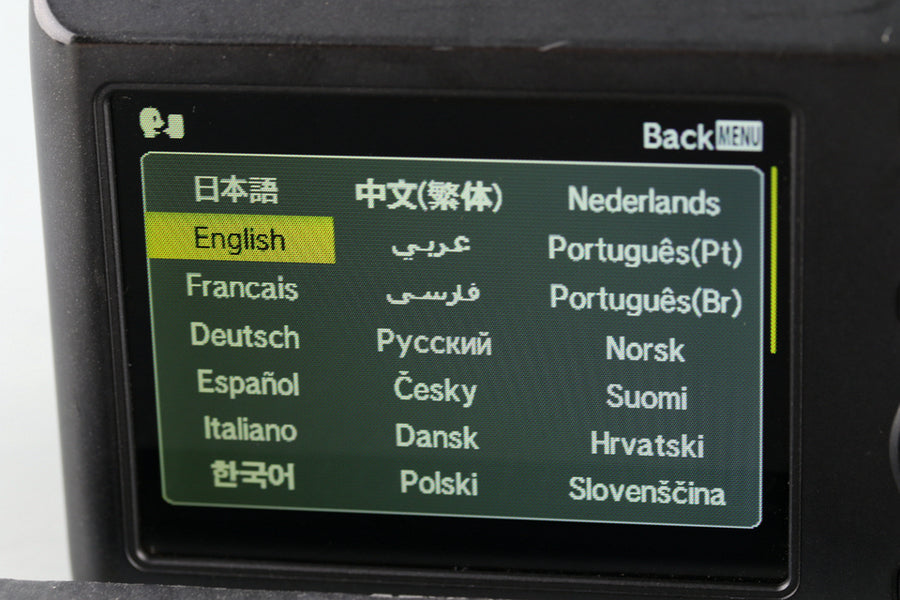 Back MENU
日本語 中文(繁体) Nederlands
English عربي Português(Pt)
Francais فارسی Português(Br)
Deutsch Русский Norsk
Español Česky Suomi
Italiano Dansk Hrvatski
한국어 Polski Slovenščina